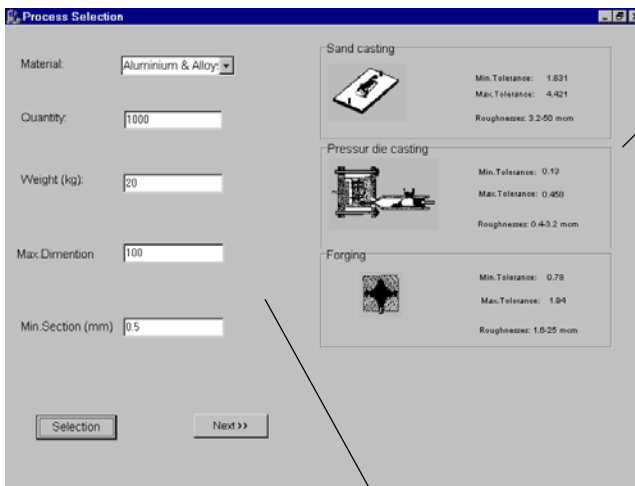 Process Selection
Material:
Aluminium & Alloy:
Quantity:
1000
Weight (kg):
20
Max.Dimention
100
Min.Section (mm)
0.5
Selection
Next >>
Sand casting
Min.Tolerance: 1.831
Max.Tolerance: 4.421
Roughnesses: 3.2-50 mcm
Pressur die casting
Min.Tolerance: 0.13
Max.Tolerance: 0.458
Roughnesses: 0.4-3.2 mcm
Forging
Min.Tolerance: 0.78
Max.Tolerance: 1.94
Roughnesses: 1.6-25 mcm